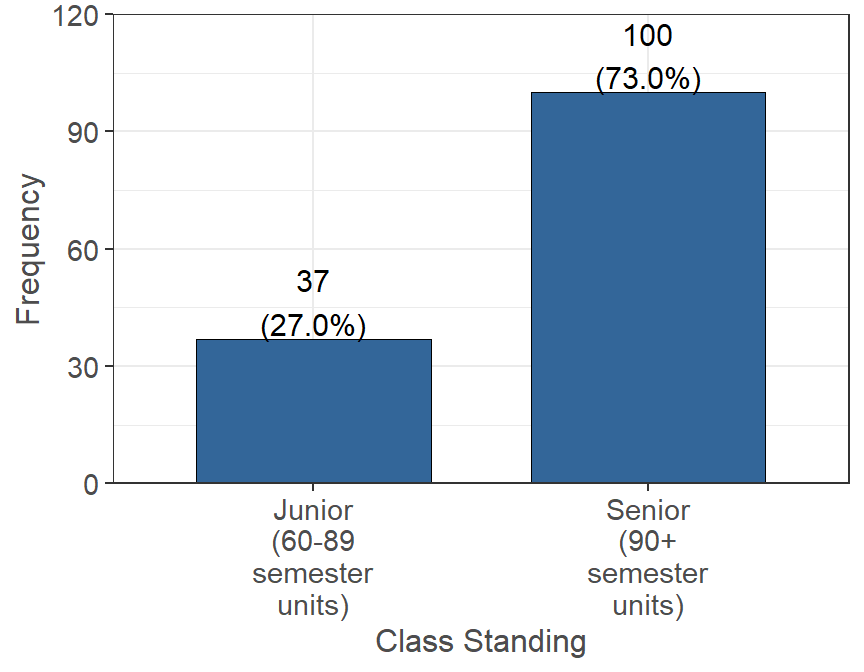 120
90
60
30
0
Frequency
37
(27.0%)
100
(73.0%)
Junior
(60-89
semester
units)
Senior
(90+
semester
units)
Class Standing